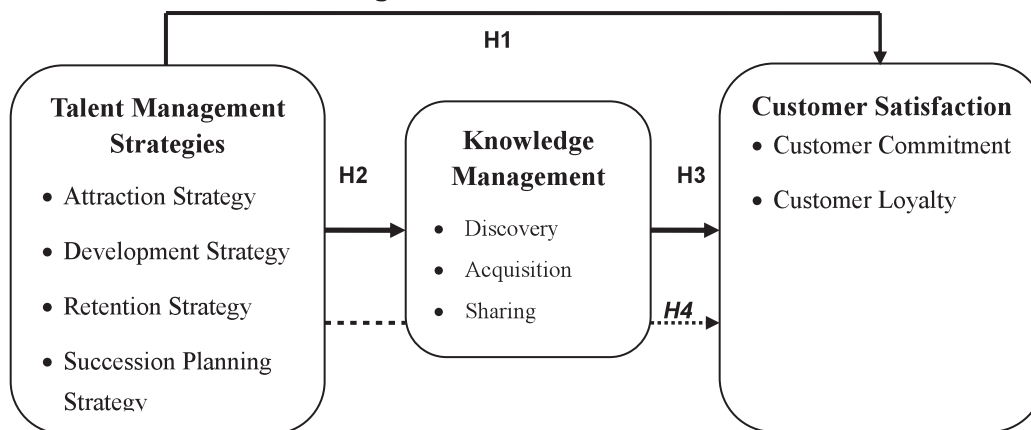 H1
Talent Management
Strategies
• Attraction Strategy
• Development Strategy
• Retention Strategy
• Succession Planning
Strategy
H2
Knowledge
Management
• Discovery
• Acquisition
• Sharing
H3
H4
Customer Satisfaction
• Customer Commitment
• Customer Loyalty